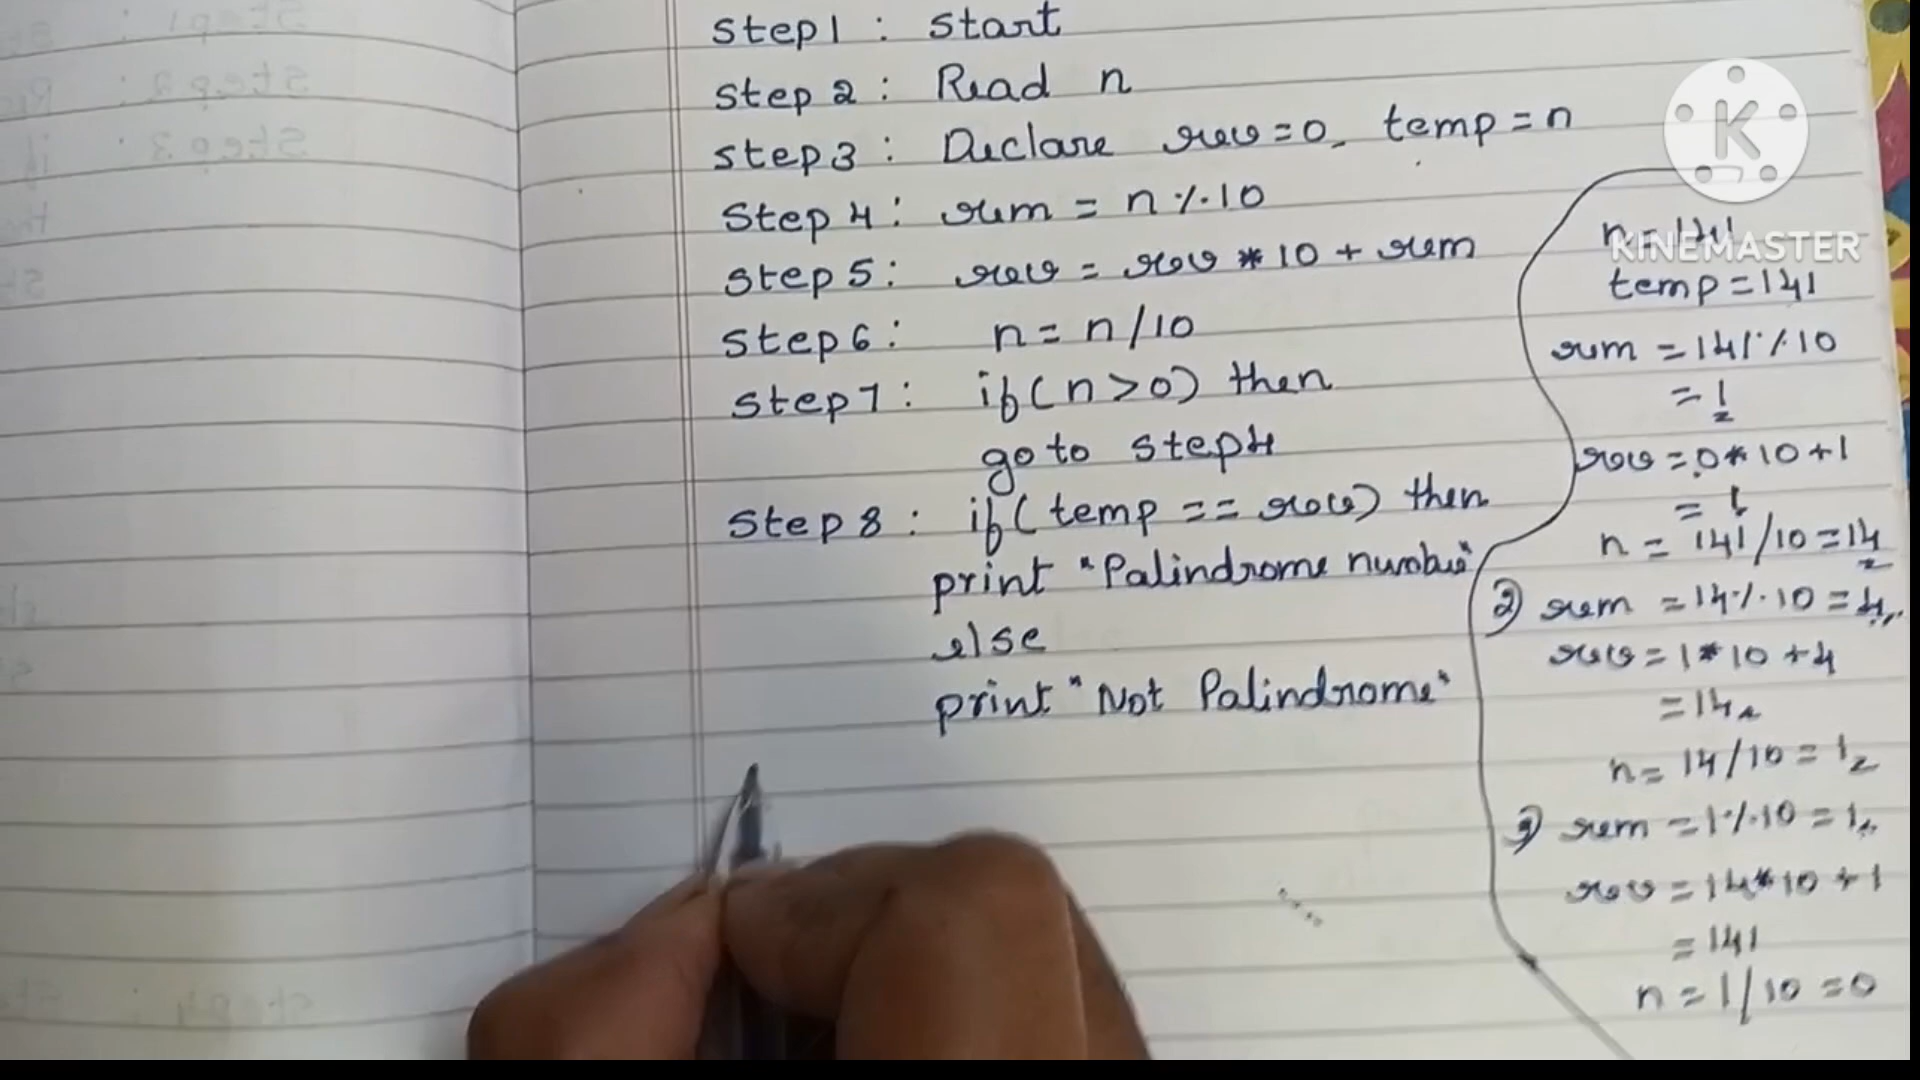 Step1 : Start
Step 2 : Read n
Step3 : Declare rev=0, temp=n
Step 4 : rem = n%10
Step 5 : rev = rev * 10 + rem
Step6 : n = n/10
Step7 : if(n>0) then
go to step4
Step 8 : if(temp == rev) then
print "Palindrome number"
else
print "Not Palindrome"
K
KINEMASTER
n=141
temp=141
rem = 141%10
= 1
rev = 0*10+1
= 1
n = 141/10=14
2) rem = 14%10=4
rev = 1*10+4
=14
n= 14/10=1
3) rem = 1%10=1
rev = 14*10+1
= 141
n = 1/10=0